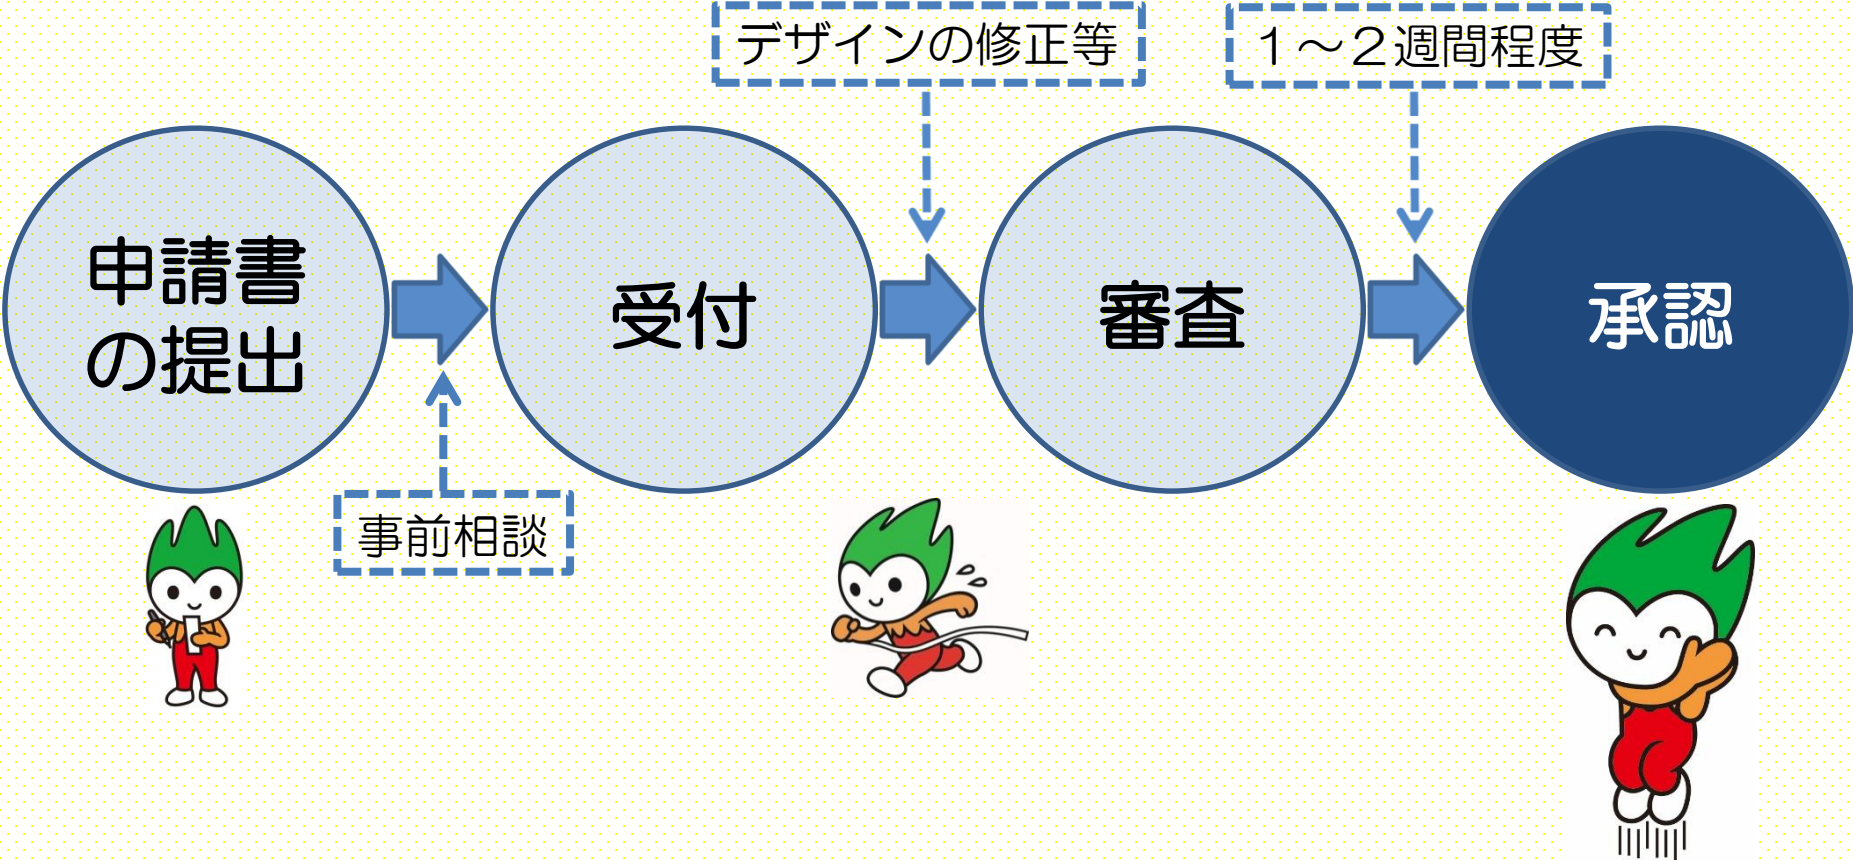 デザインの修正等
１～２週間程度
申請書
の提出
受付
審査
承認
事前相談